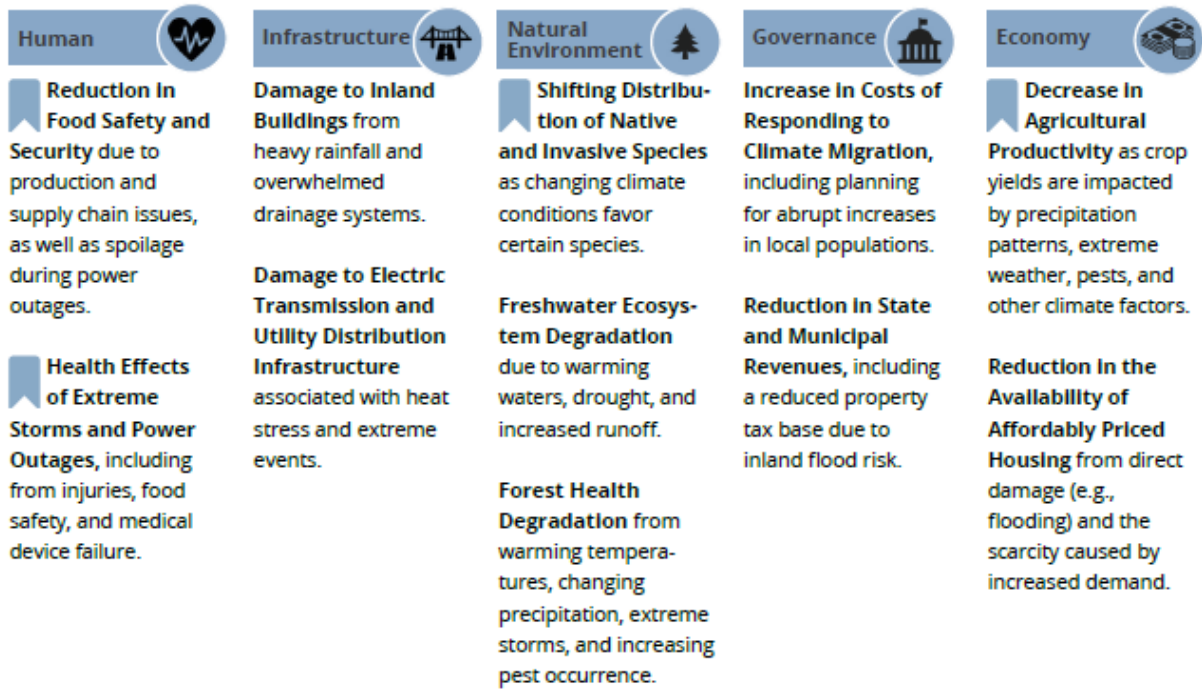 Human
Reduction in
Food Safety and
Security due to
production and
supply chain issues,
as well as spoilage
during power
outages.
Health Effects
of Extreme
Storms and Power
Outages, including
from injuries, food
safety, and medical
device failure.
Infrastructure
Damage to Inland
Buildings from
heavy rainfall and
overwhelmed
drainage systems.
Damage to Electric
Transmission and
Utility Distribution
Infrastructure
associated with heat
stress and extreme
events.
Natural
Environment
Shifting Distribu-
tion of Native
and Invasive Species
as changing climate
conditions favor
certain species.
Freshwater Ecosys-
tem Degradation
due to warming
waters, drought, and
increased runoff.
Forest Health
Degradation from
warming tempera-
tures, changing
precipitation, extreme
storms, and increasing
pest occurrence.
Governance
Increase in Costs of
Responding to
Climate Migration,
including planning
for abrupt increases
in local populations.
Reduction in State
and Municipal
Revenues, including
a reduced property
tax base due to
inland flood risk.
Economy
Decrease in
Agricultural
Productivity as crop
yields are impacted
by precipitation
patterns, extreme
weather, pests, and
other climate factors.
Reduction in the
Availability of
Affordably Priced
Housing from direct
damage (e.g.,
flooding) and the
scarcity caused by
increased demand.